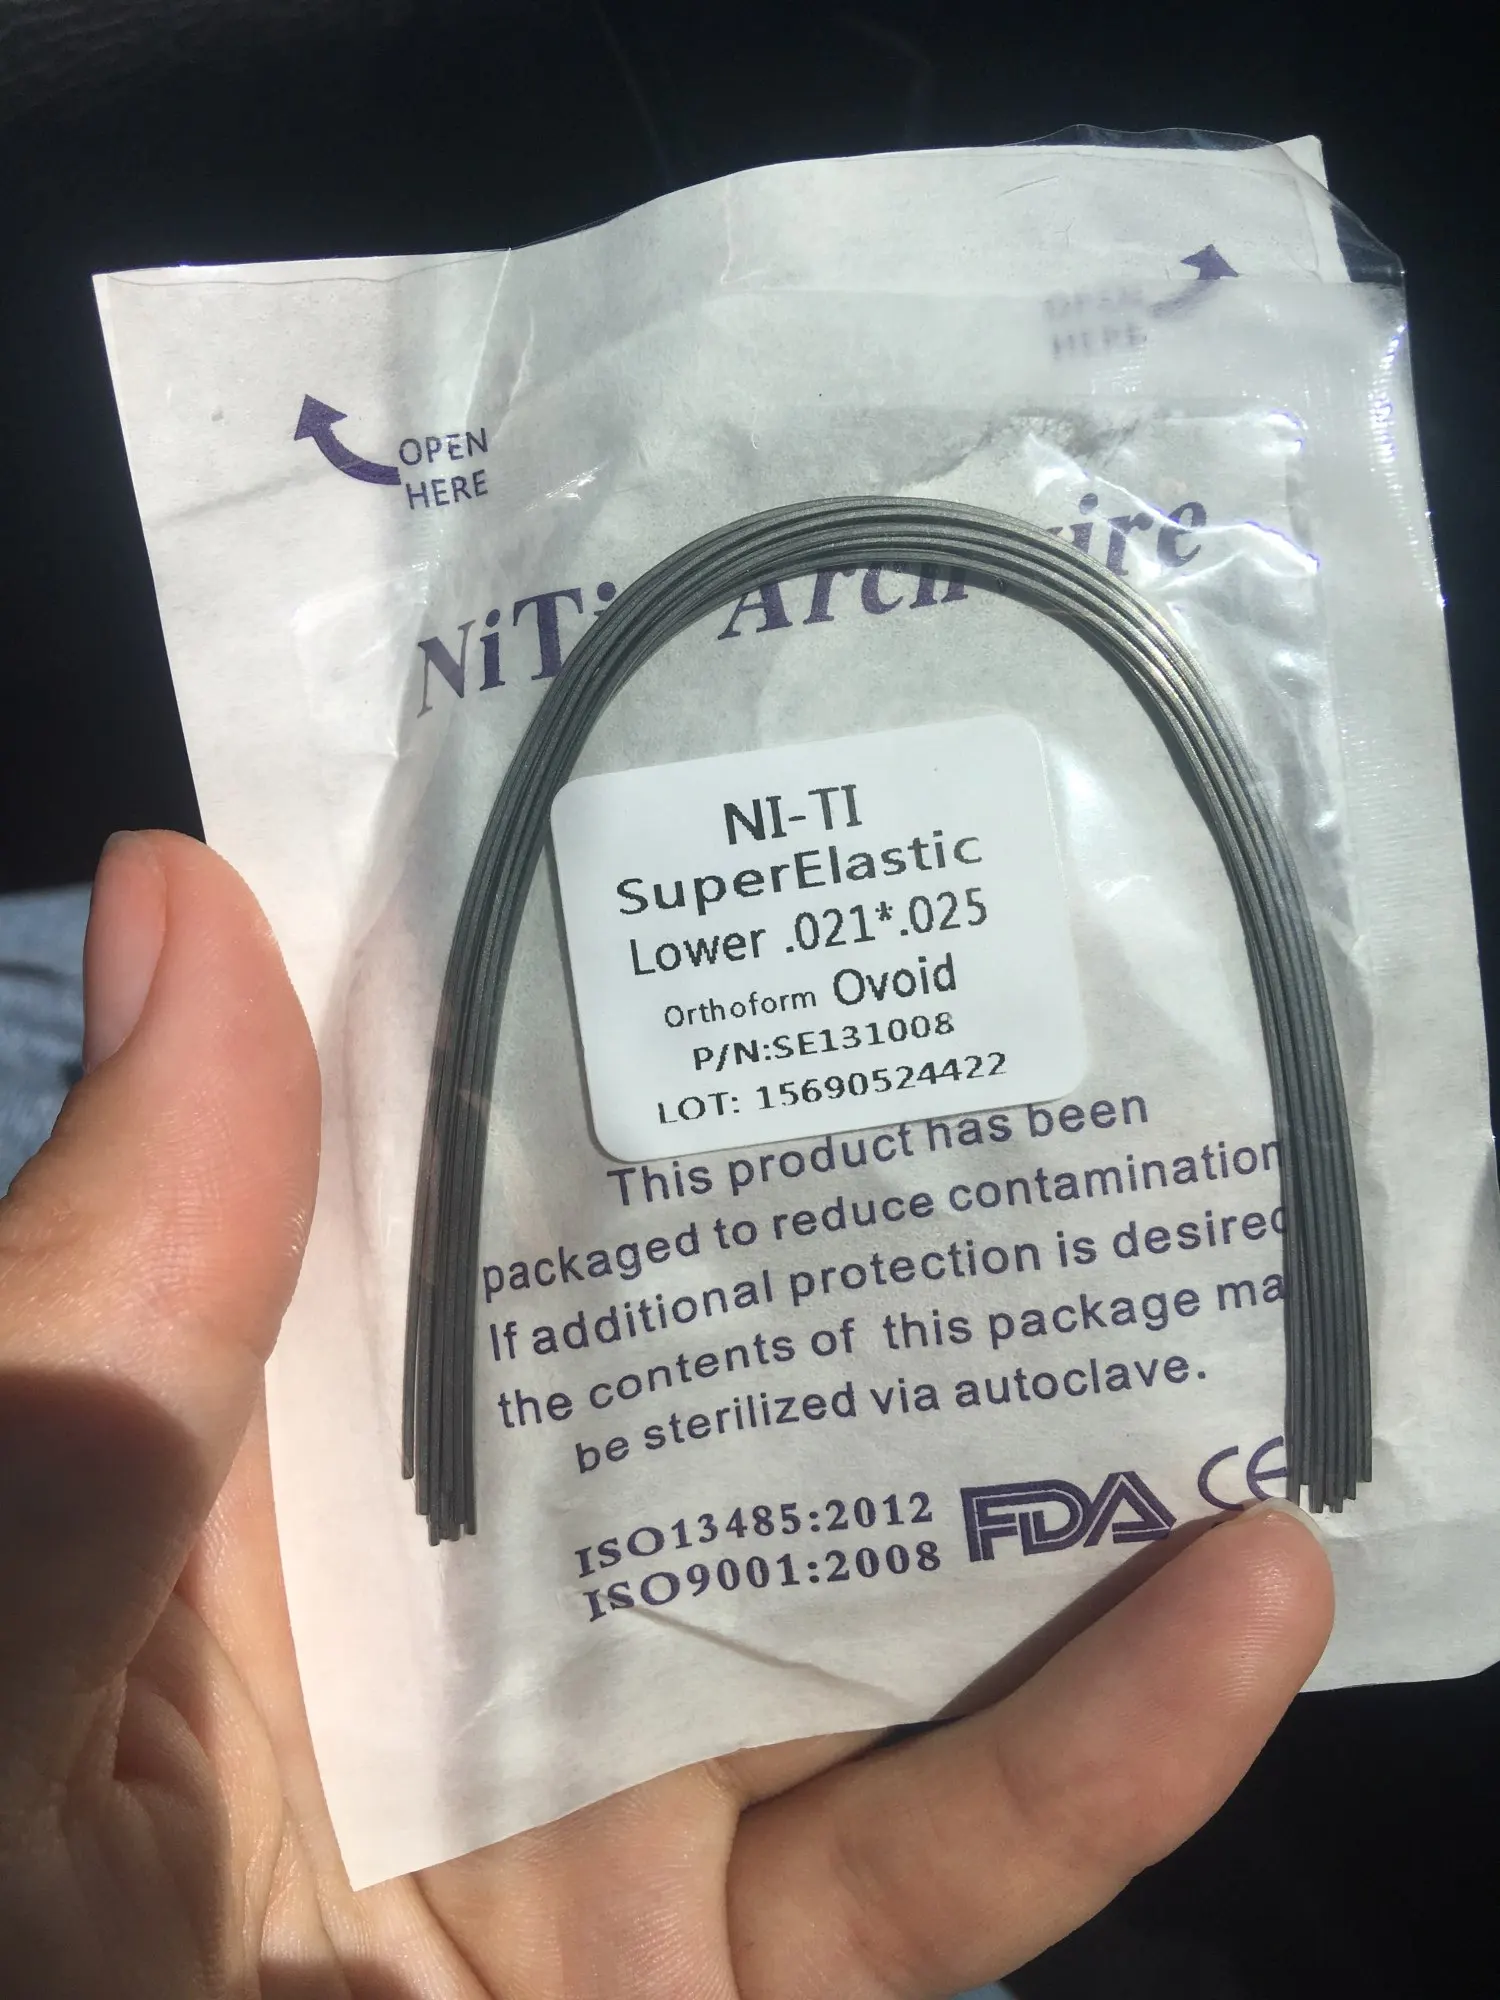 OPEN
HERE
OPEN
HERE
NiTi Archwire
NI-TI
SuperElastic
Lower .021*.025
Orthoform Ovoid
P/N:SE131008
LOT: 15690524422
This product has been
packaged to reduce contamination
If additional protection is desired
the contents of this package ma
be sterilized via autoclave.
ISO13485:2012
ISO9001:2008
FDA CE